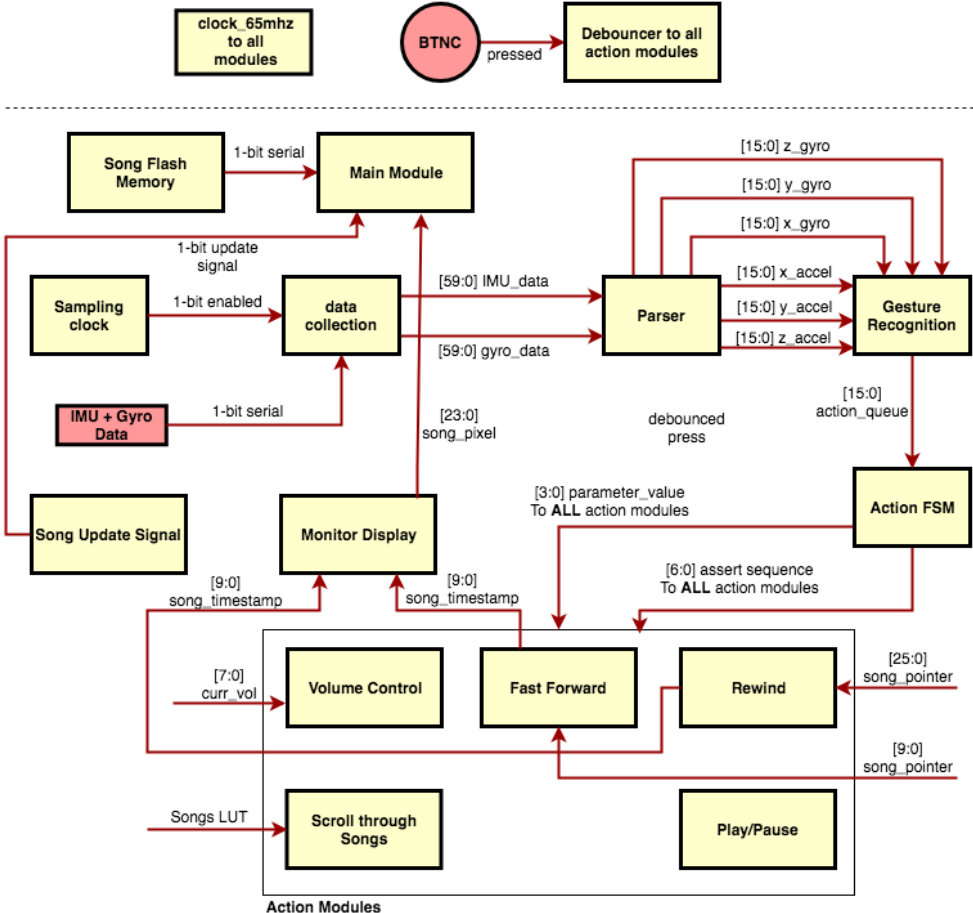 clock_65mhz
to all
modules
BTNC
pressed
Debouncer to all
action modules
Song Flash
Memory
1-bit serial
Main Module
[15:0] z_gyro
[15:0] y_gyro
[15:0] x_gyro
1-bit update
signal
Sampling
clock
1-bit enabled
data
collection
[59:0] IMU_data
[59:0] gyro_data
Parser
[15:0] x_accel
[15:0] y_accel
[15:0] z_accel
Gesture
Recognition
IMU + Gyro
Data
1-bit serial
[23:0]
song_pixel
debounced
press
[15:0]
action_queue
Song Update Signal
Monitor Display
[3:0] parameter_value
To ALL action modules
Action FSM
[9:0]
song_timestamp
[9:0]
song_timestamp
[6:0] assert sequence
To ALL action modules
[7:0]
curr_vol
Volume Control
Fast Forward
Rewind
[25:0]
song_pointer
[9:0]
song_pointer
Songs LUT
Scroll through
Songs
Play/Pause
Action Modules